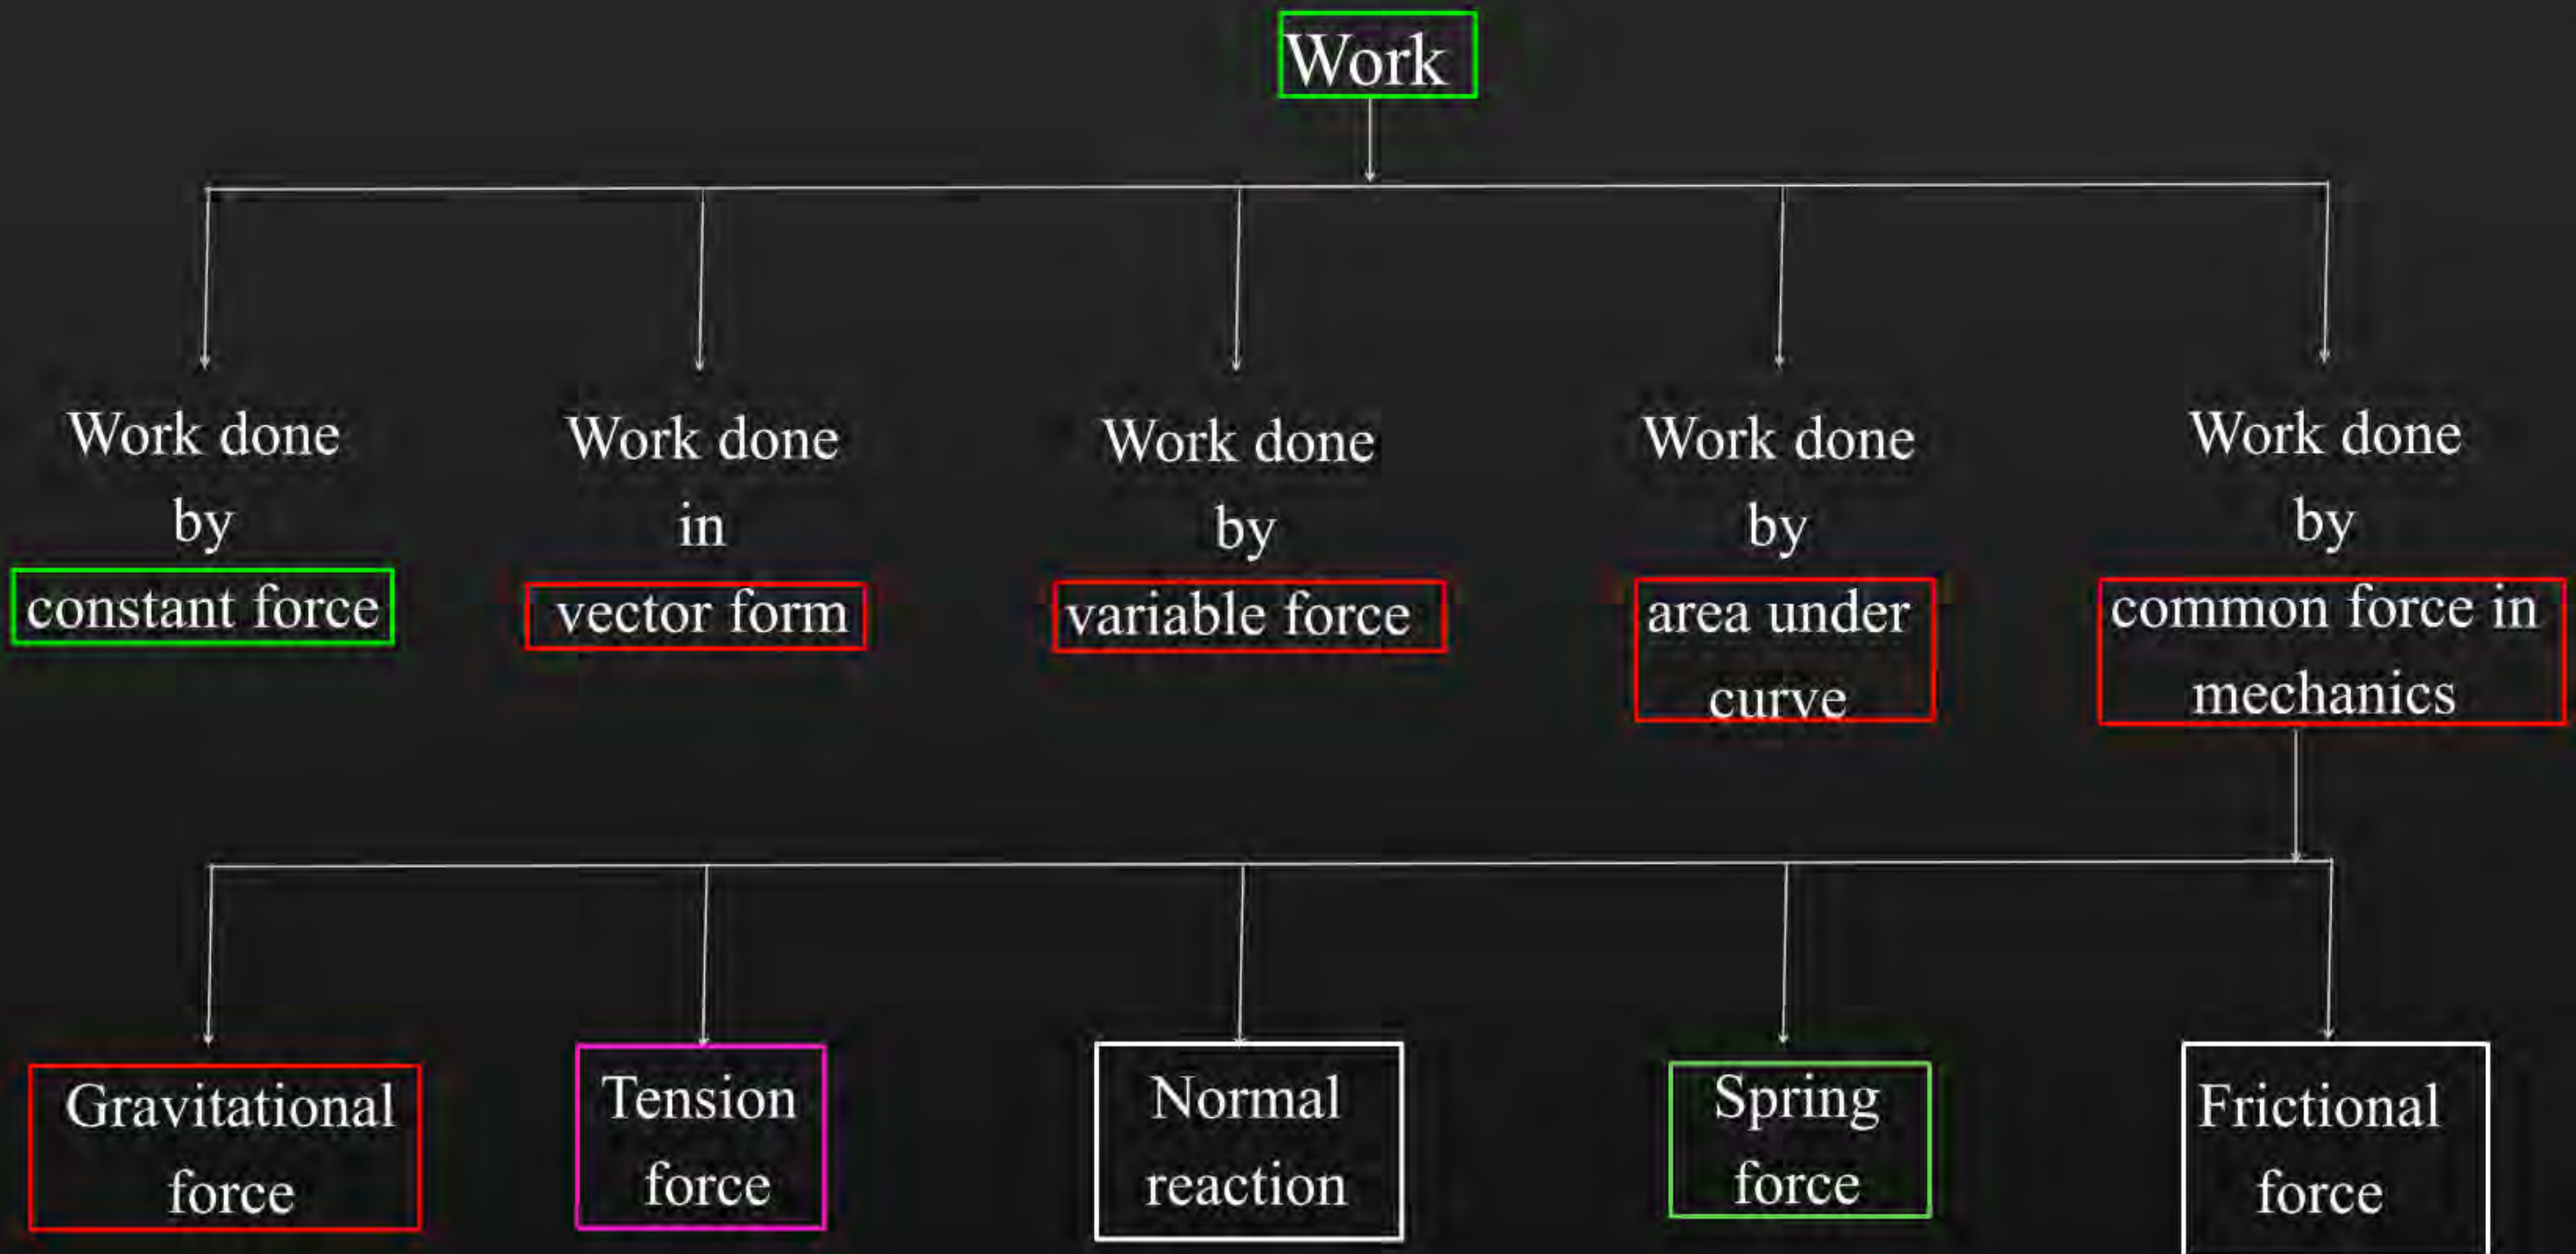 Work
Work done
by
constant force
Work done
in
vector form
Work done
by
variable force
Work done
by
area under
curve
Work done
by
common force in
mechanics
Gravitational
force
Tension
force
Normal
reaction
Spring
force
Frictional
force